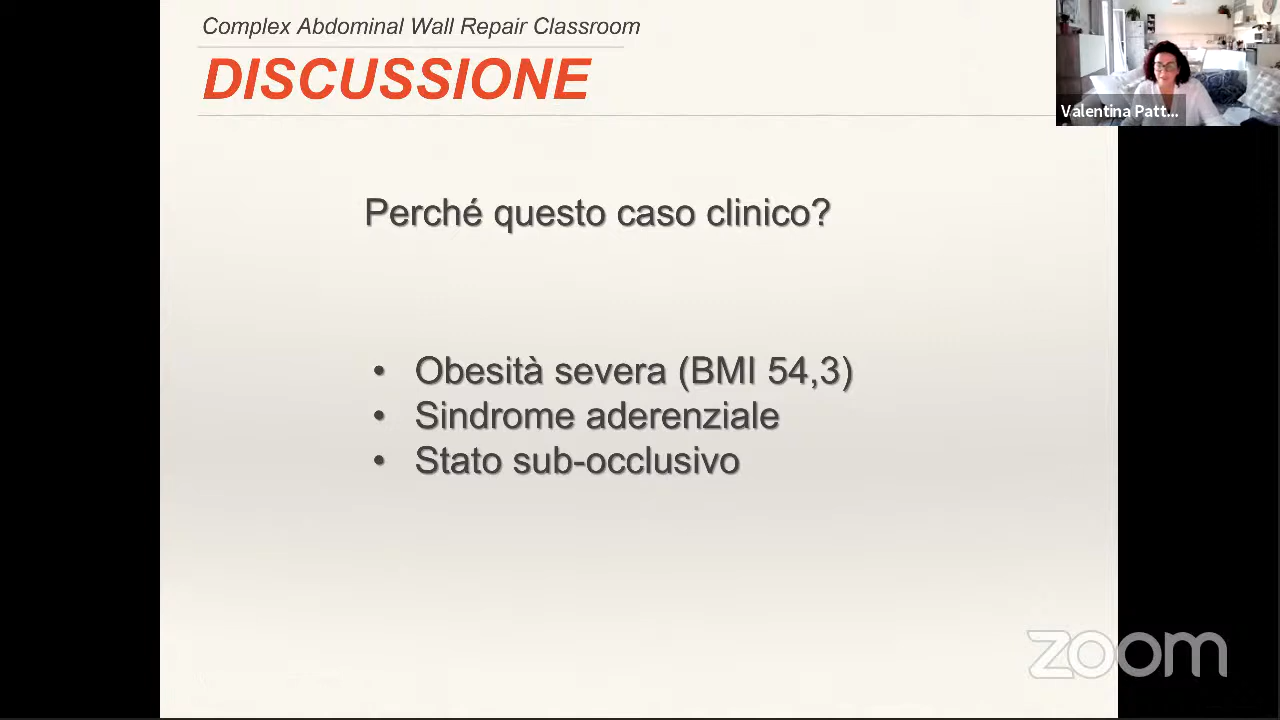 Complex Abdominal Wall Repair Classroom
DISCUSSIONE
Valentina Patt...
Perché questo caso clinico?
• Obesità severa (BMI 54,3)
• Sindrome aderenziale
• Stato sub-occlusivo
zoom